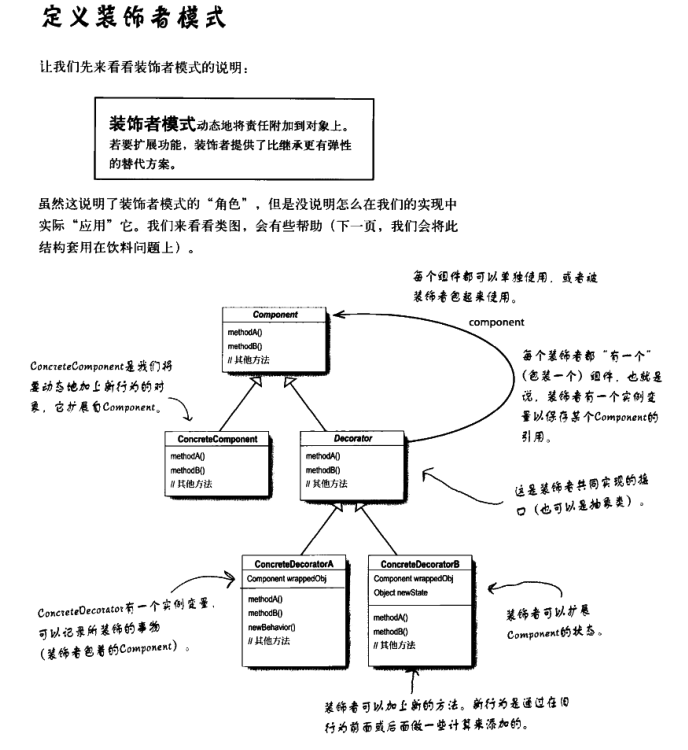 定义装饰者模式
让我们先来看看装饰者模式的说明：
装饰者模式动态地将责任附加到对象上。
若要扩展功能，装饰者提供了比继承更有弹性
的替代方案。
虽然这说明了装饰者模式的“角色”，但是没说明怎么在我们的实现中
实际“应用”它。我们来看看类图，会有些帮助（下一页，我们会将此
结构套用在饮料问题上）。
每个组件都可以单独使用，或者被
装饰者包起来使用。
Component
methodA()
methodB()
// 其他方法
component
每个装饰者都“有一个”
（包装一个）组件，也就是
说，装饰者有一个实例变
量以保存某个Component的
引用。
ConcreteComponent是我们将
要动态地加上新行为的对
象，它扩展自Component。
ConcreteComponent
methodA()
methodB()
// 其他方法
Decorator
methodA()
methodB()
// 其他方法
这是装饰者共同实现的接
口（也可以是抽象类）。
ConcreteDecoratorA
Component wrappedObj
methodA()
methodB()
newBehavior()
// 其他方法
ConcreteDecoratorB
Component wrappedObj
Object newState
methodA()
methodB()
// 其他方法
ConcreteDecorator有一个实例变量，
可以记录所装饰的事物
（装饰者包着的Component）。
装饰者可以扩展
Component的状态。
装饰者可以加上新的方法。新行为是通过在旧
行为前面或后面做一些计算来添加的。